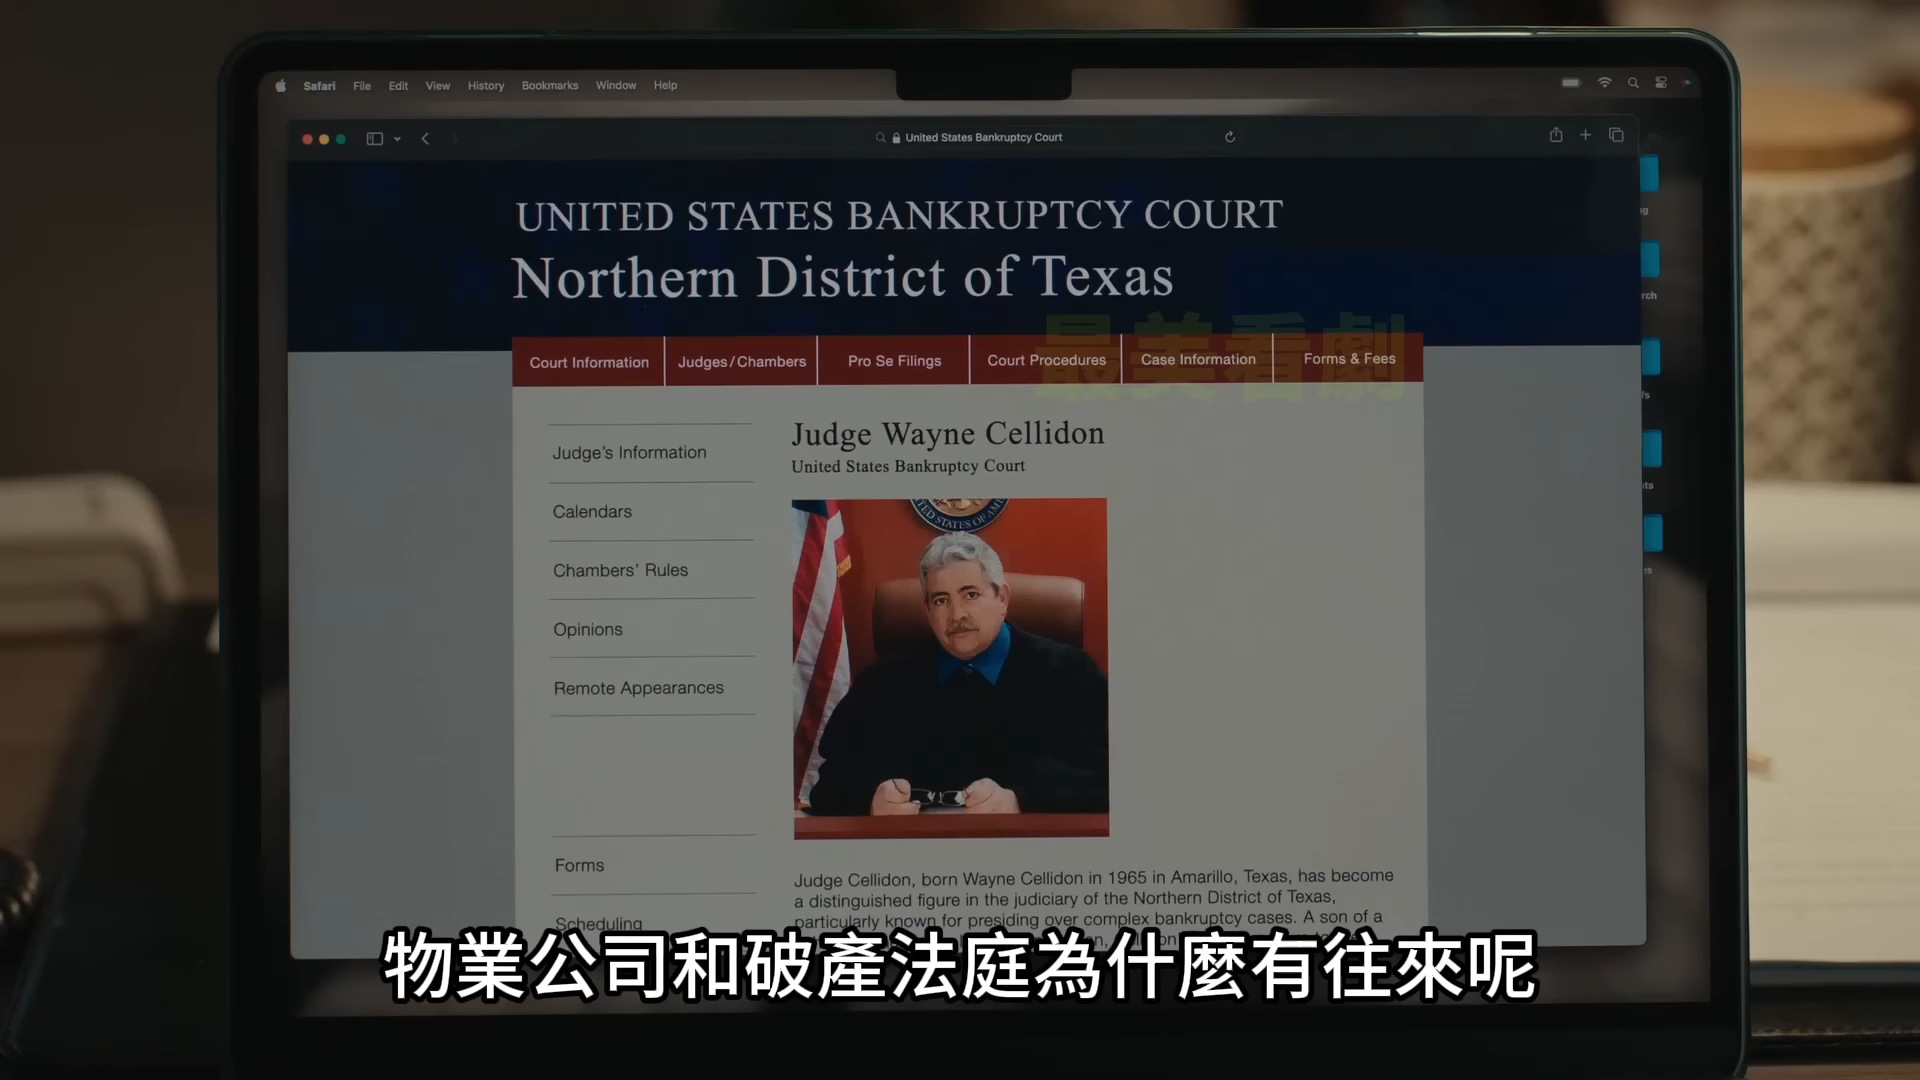 Safari File Edit View History Bookmarks Window Help
United States Bankruptcy Court
UNITED STATES BANKRUPTCY COURT
Northern District of Texas
最美看劇
Court Information Judges/Chambers Pro Se Filings Court Procedures Case Information Forms & Fees
Judge Wayne Cellidon
United States Bankruptcy Court
Judge's Information
Calendars
Chambers' Rules
Opinions
Remote Appearances
Forms
Scheduling
Judge Cellidon, born Wayne Cellidon in 1965 in Amarillo, Texas, has become
a distinguished figure in the judiciary of the Northern District of Texas,
particularly known for presiding over complex bankruptcy cases. A son of a
物業公司和破產法庭為什麼有往來呢